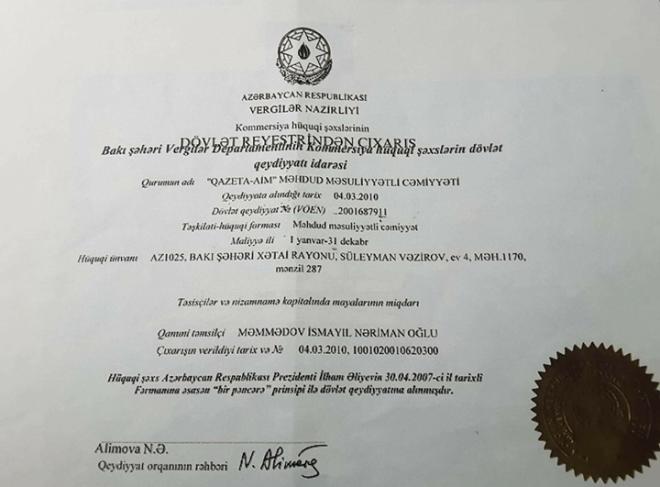 AZƏRBAYCAN RESPUBLİKASI
VERGİLƏR NAZİRLİYİ
Kommersiya hüquqi şəxslərinin
DÖVLƏT REYESTRİNDƏN ÇIXARIŞ
Bakı şəhəri Vergilər Departamentinin Kommersiya hüquqi şəxslərin dövlət
qeydiyyatı idarəsi
Qurumun adı "QAZETA-AİM" MƏHDUD MƏSULİYYƏTLİ CƏMİYYƏTİ
Qeydiyyata alındığı tarix 04.03.2010
Dövlət qeydiyyat № (VÖEN) 2001687911
Təşkilati-hüquqi forması Məhdud məsuliyyətli cəmiyyət
Maliyyə ili 1 yanvar-31 dekabr
Hüquqi ünvanı AZ1025, BAKI ŞƏHƏRİ XƏTAİ RAYONU, SÜLEYMAN VƏZİROV, ev 4, MƏH.1170,
mənzil 287
Təsisçilər və nizamnamə kapitalında mayalarının miqdarı
Qanuni təmsilçi MƏMMƏDOV İSMAYIL NƏRİMAN OĞLU
Çıxarışın verildiyi tarix və № 04.03.2010, 1001020010620300
Hüquqi şəxs Azərbaycan Respablikası Prezidenti İlham Əliyevin 30.04.2007-ci il tarixli
Fərmanına əsasən "bir pəncərə" prinsipi ilə dövlət qeydiyyatına alınmışdır.
Alimova N.Ə.
Qeydiyyat orqanının rəhbəri N. Alimova